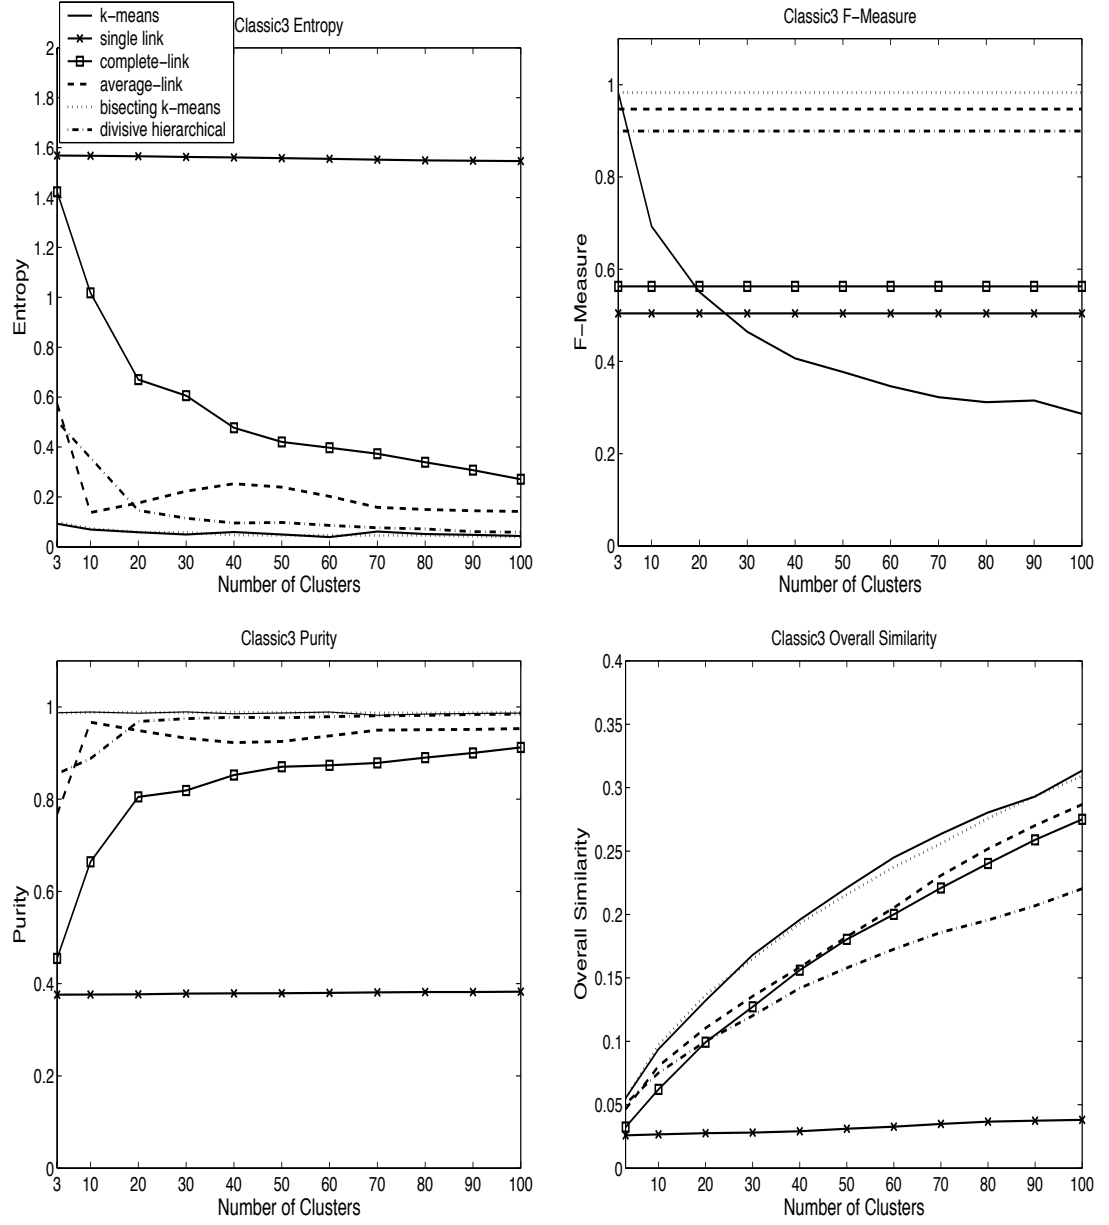 k−means
single link
complete−link
average−link
bisecting k−means
divisive hierarchical
Classic3 Entropy
2
1.8
1.6
1.4
1.2
1
0.8
0.6
0.4
0.2
0
Entropy
3 10 20 30 40 50 60 70 80 90 100
Number of Clusters
Classic3 F−Measure
1
0.8
0.6
0.4
0.2
0
F−Measure
3 10 20 30 40 50 60 70 80 90 100
Number of Clusters
Classic3 Purity
1
0.8
0.6
0.4
0.2
0
Purity
3 10 20 30 40 50 60 70 80 90 100
Number of Clusters
Classic3 Overall Similarity
0.4
0.35
0.3
0.25
0.2
0.15
0.1
0.05
0
Overall Similarity
10 20 30 40 50 60 70 80 90 100
Number of Clusters